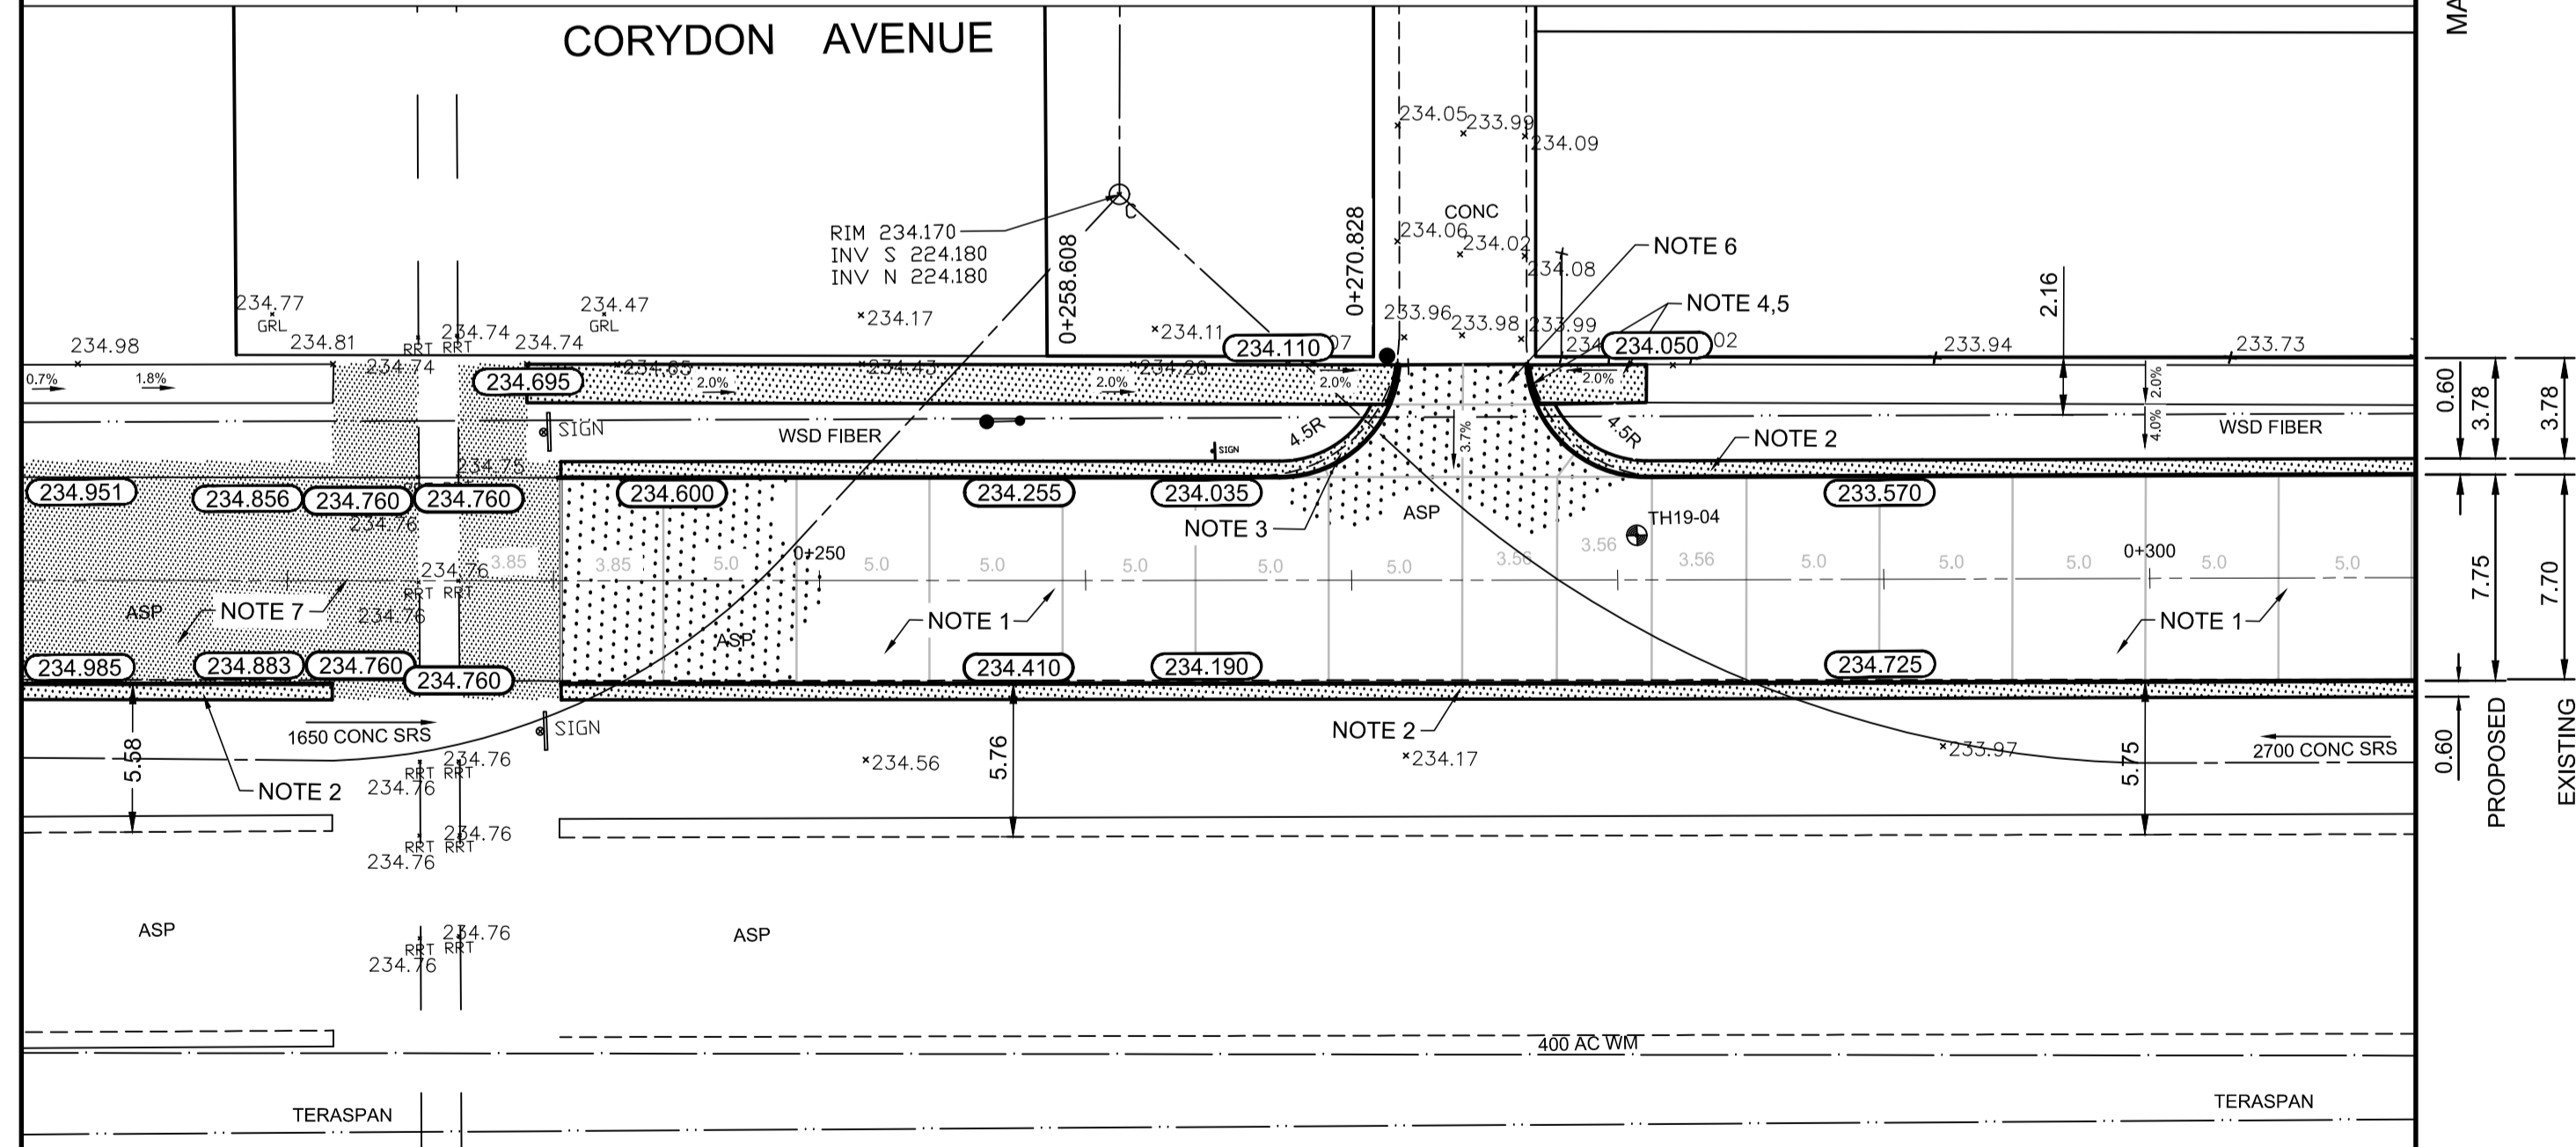 MA
CORYDON AVENUE
234.05
233.99
234.09
RIM 234.170
INV S 224.180
INV N 224.180
C
0+258.608
0+270.828
CONC
234.06
234.02
234.08
NOTE 6
NOTE 4,5
2.16
234.77
GRL
234.47
GRL
234.17
234.11
233.96
233.98
233.99
234.98
234.81
234.74
RRT RRT
234.74
234.74
234.110
07
234.050
02
233.94
233.73
0.7%
1.8%
234.695
234.65
2.0%
234.43
2.0%
234.20
2.0%
2.0%
2.0%
4.0%
0.60
3.78
3.78
SIGN
WSD FIBER
SIGN
4.5R
3.7%
4.5R
NOTE 2
WSD FIBER
234.75
234.951
234.856
234.760
234.760
234.600
234.255
234.035
233.570
234.76
NOTE 3
ASP
TH19-04
234.76
3.85
3.85
5.0
0+250
5.0
5.0
5.0
5.0
5.0
3.56
3.56
3.56
5.0
5.0
5.0
0+300
5.0
5.0
RRT RRT
ASP
NOTE 7
234.76
ASP
NOTE 1
NOTE 1
7.75
7.70
234.985
234.883
234.760
234.760
234.410
234.190
234.725
1650 CONC SRS
SIGN
NOTE 2
5.58
234.56
5.76
234.17
233.97
5.75
2700 CONC SRS
0.60
PROPOSED
EXISTING
NOTE 2
234.76
RRT RRT
234.76
234.76
RRT RRT
234.76
ASP
234.76
RRT RRT
234.76
ASP
400 AC WM
TERASPAN
TERASPAN